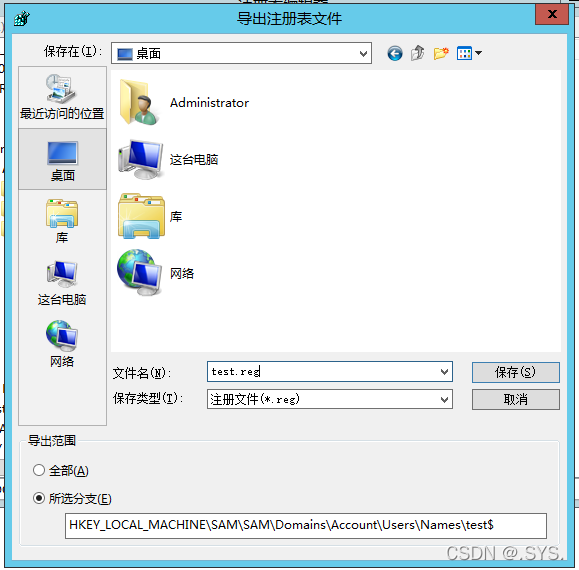 导出注册表文件
保存在(I):
桌面
最近访问的位置
桌面
库
这台电脑
网络
Administrator
这台电脑
库
网络
文件名(N):
test.reg
保存(S)
保存类型(T):
注册文件(*.reg)
取消
导出范围
全部(A)
所选分支(E)
HKEY_LOCAL_MACHINE\SAM\SAM\Domains\Account\Users\Names\test$
CSDN @.SYS.